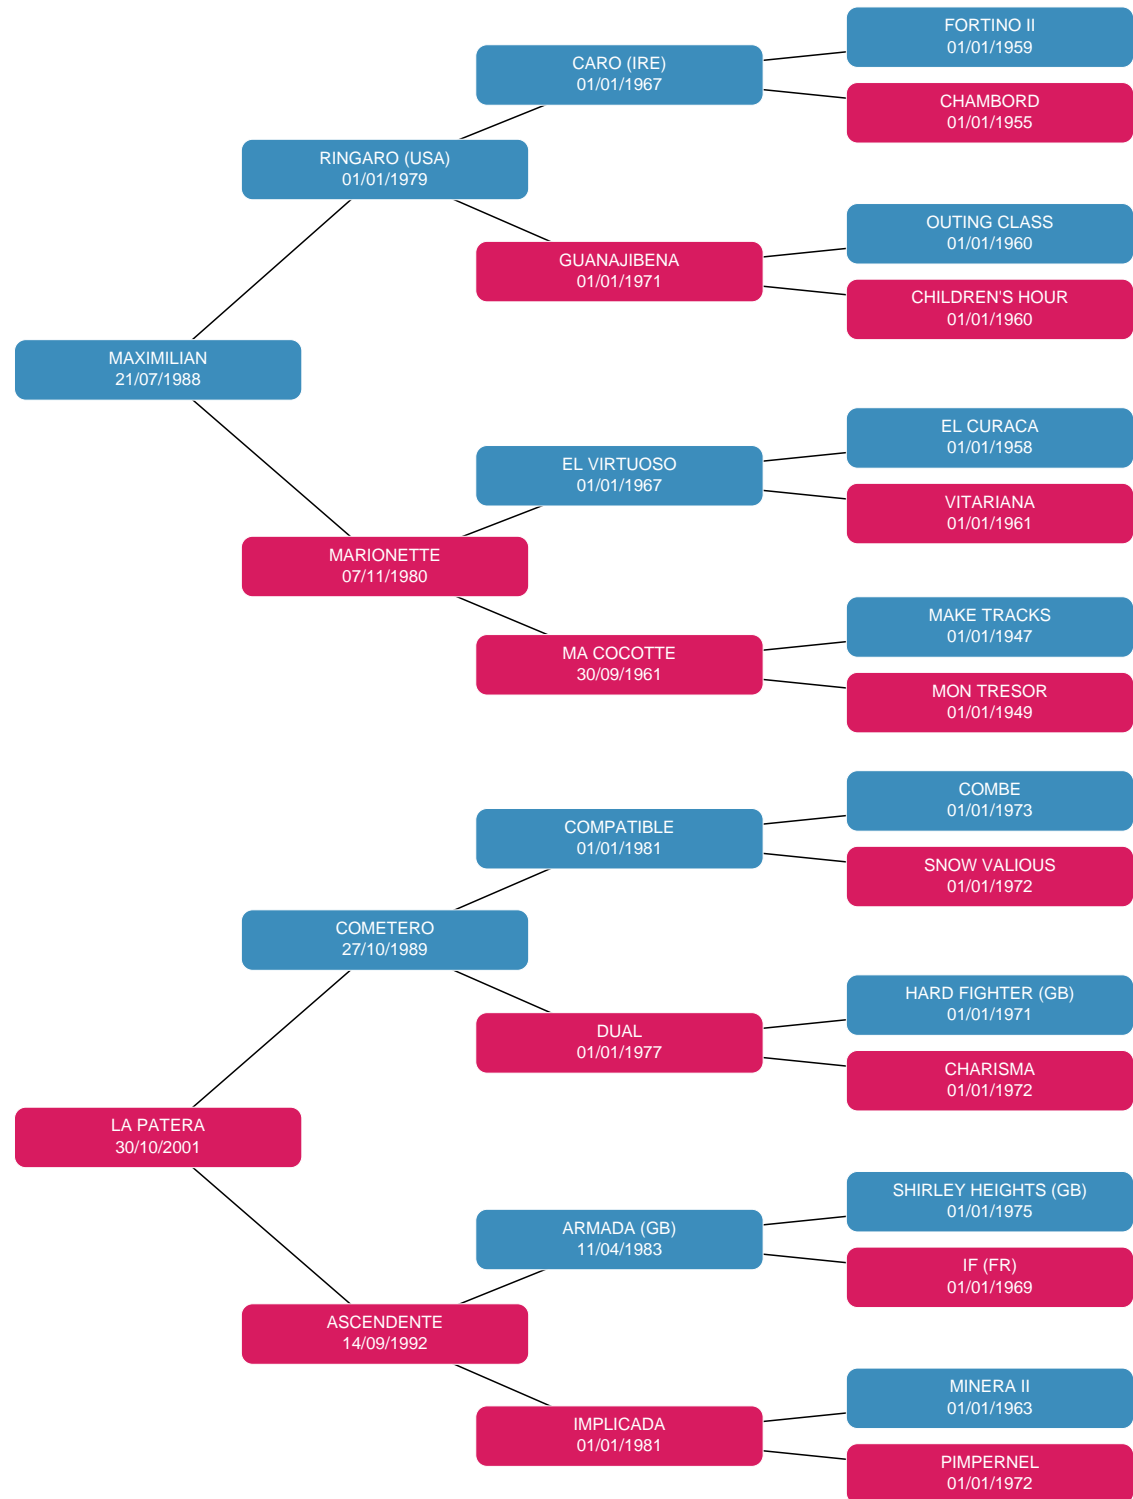 FORTINO II
01/01/1959
CARO (IRE)
01/01/1967
CHAMBORD
01/01/1955
RINGARO (USA)
01/01/1979
OUTING CLASS
01/01/1960
GUANAJIBENA
01/01/1971
CHILDREN'S HOUR
01/01/1960
MAXIMILIAN
21/07/1988
EL CURACA
01/01/1958
EL VIRTUOSO
01/01/1967
VITARIANA
01/01/1961
MARIONETTE
07/11/1980
MAKE TRACKS
01/01/1947
MA COCOTTE
30/09/1961
MON TRESOR
01/01/1949
COMBE
01/01/1973
COMPATIBLE
01/01/1981
SNOW VALIOUS
01/01/1972
COMETERO
27/10/1989
HARD FIGHTER (GB)
01/01/1971
DUAL
01/01/1977
CHARISMA
01/01/1972
LA PATERA
30/10/2001
SHIRLEY HEIGHTS (GB)
01/01/1975
ARMADA (GB)
11/04/1983
IF (FR)
01/01/1969
ASCENDENTE
14/09/1992
MINERA II
01/01/1963
IMPLICADA
01/01/1981
PIMPERNEL
01/01/1972